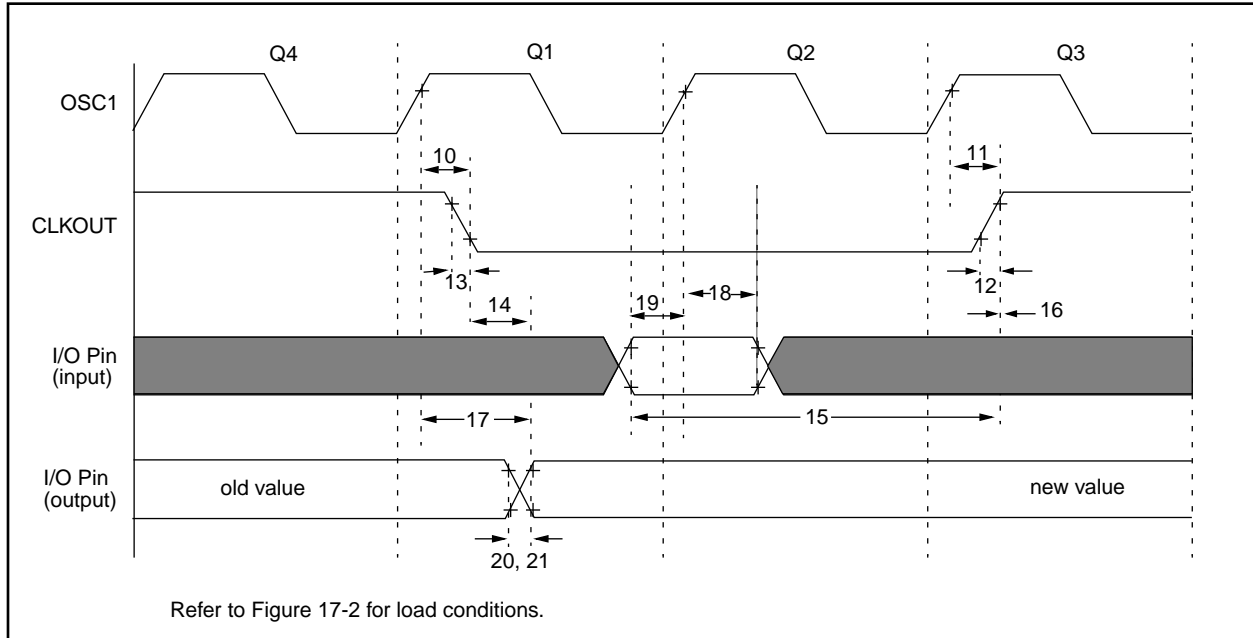 Q4 Q1 Q2 Q3
OSC1
10 11
CLKOUT
13 12
14 19 18 16
I/O Pin
(input)
17 15
I/O Pin
(output)
old value new value
20, 21
Refer to Figure 17-2 for load conditions.